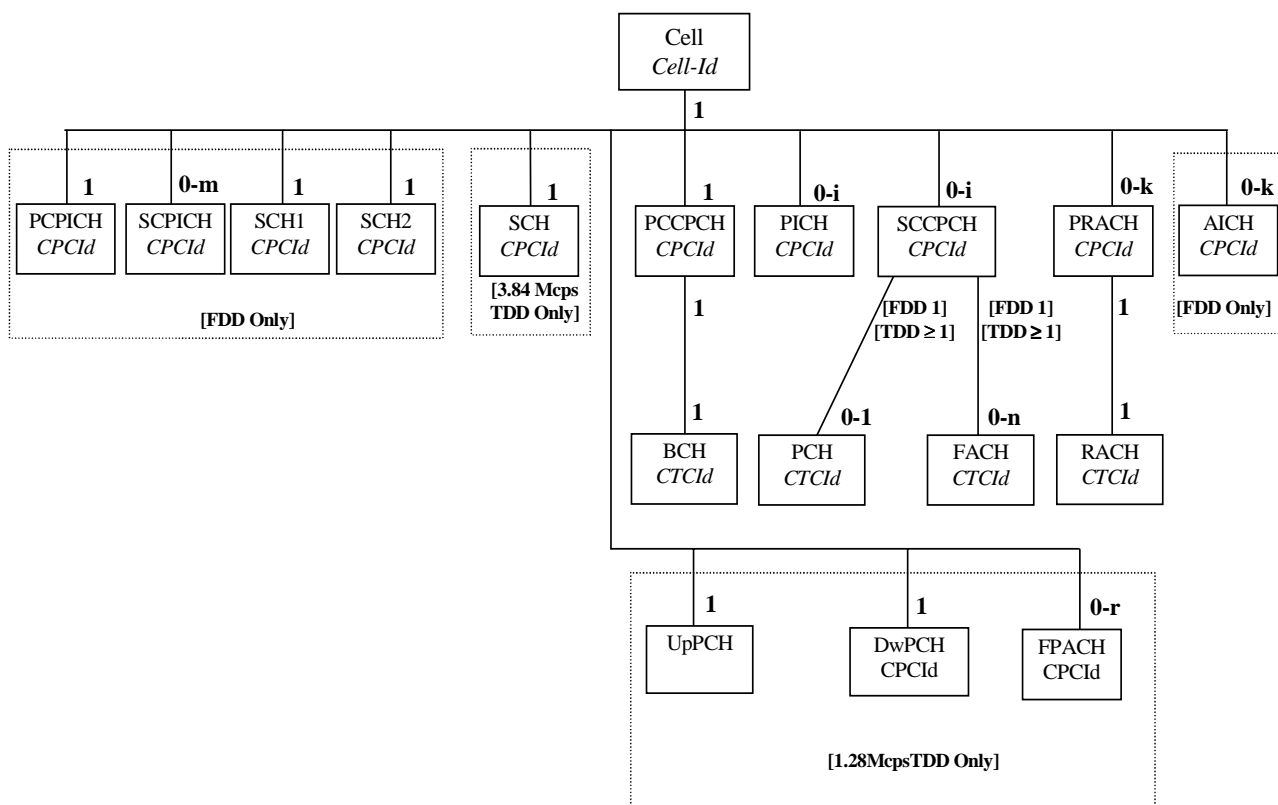 Cell
Cell-Id
1
1
0-m
1
1
1
1
0-i
0-i
0-k
0-k
PCPICH
CPCId
SCPICH
CPCId
SCH1
CPCId
SCH2
CPCId
SCH
CPCId
PCCPCH
CPCId
PICH
CPCId
SCCPCH
CPCId
PRACH
CPCId
AICH
CPCId
[FDD Only]
[3.84 Mcps
TDD Only]
1
[FDD 1]
[TDD ≥ 1]
[FDD 1]
[TDD ≥ 1]
1
[FDD Only]
1
0-1
0-n
1
BCH
CTCId
PCH
CTCId
FACH
CTCId
RACH
CTCId
1
1
0-r
UpPCH
DwPCH
CPCId
FPACH
CPCId
[1.28McpsTDD Only]